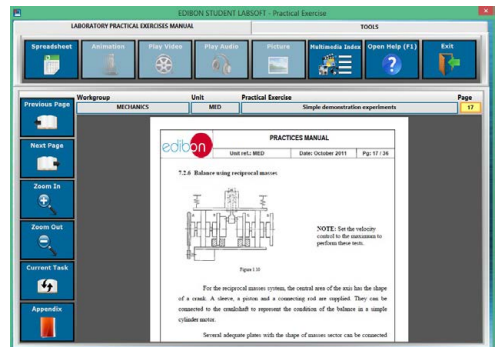 EDIBON STUDENT LABSOFT - Practical Exercise
LABORATORY PRACTICAL EXERCISES MANUAL
TOOLS
Spreadsheet
Animation
Play Video
Play Audio
Picture
Multimedia Index
Open Help (F1)
Exit
Workgroup
Unit
Practical Exercise
Page
MECHANICS
MED
Simple demonstration experiments
17
Previous Page
Next Page
Zoom In
Zoom Out
Current Task
Appendix
edibon
PRACTICES MANUAL
Unit ref.: MED
Date: October 2011
Pg: 17 / 36
7.2.6 Balance using reciprocal masses
NOTE: Set the velocity
control to the maximum to
perform these tests.
For the reciprocal masses system, the central area of the axis has the shape
of a crank. A sleeve, a piston and a connecting rod are supplied. They can be
connected to the crankshaft to represent the condition of the balance in a simple
cylinder motor.
Several adequate plates with the shape of masses sector can be connected